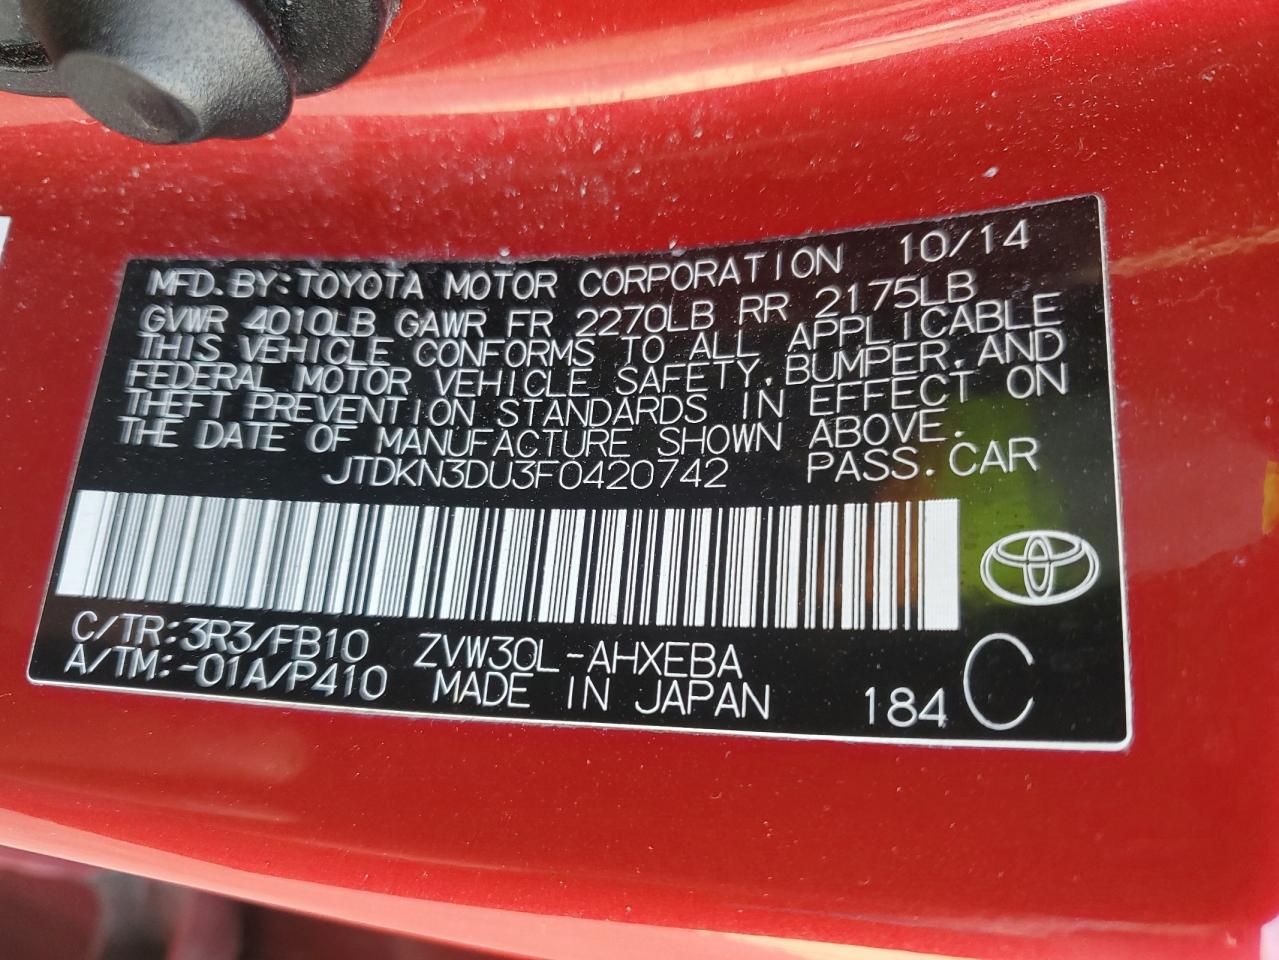 MFD. BY: TOYOTA MOTOR CORPORATION 10/14
GVWR 4010LB GAWR FR 2270LB RR 2175LB
THIS VEHICLE CONFORMS TO ALL APPLICABLE
FEDERAL MOTOR VEHICLE SAFETY, BUMPER, AND
THEFT PREVENTION STANDARDS IN EFFECT ON
THE DATE OF MANUFACTURE SHOWN ABOVE.
JTDKN3DU3F0420742 PASS. CAR
C/TR: 3R3/FB10 ZVW30L-AHXEBA
A/TM: -01A/P410 MADE IN JAPAN 184 C